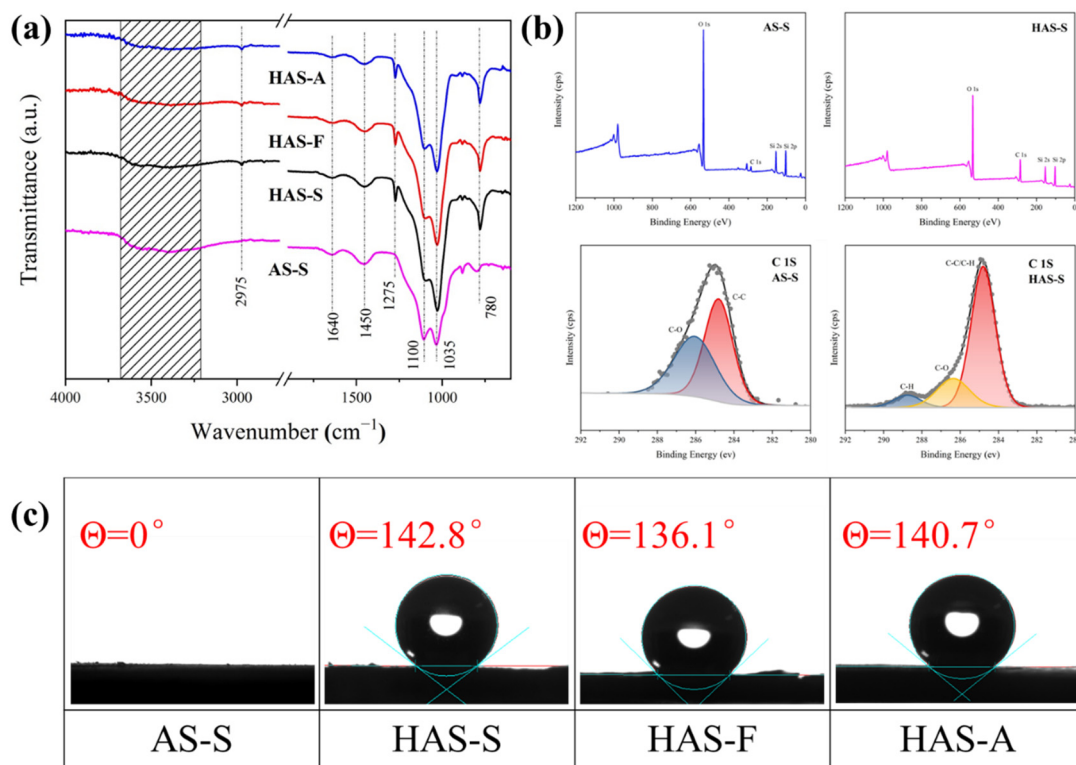 (a)
HAS-A
HAS-F
HAS-S
AS-S
2975
1640
1450
1275
1100
1035
780
Transmittance (a.u.)
4000 3500 3000 1000
Wavenumber (cm⁻¹)
(b)
AS-S
O 1s
C 1s
Si 2s
Si 2p
Intensity (cps)
1200 1000 800 600 400 200 0
Binding Energy (eV)
HAS-S
O 1s
C 1s
Si 2s
Si 2p
Intensity (cps)
1200 1000 800 600 400 200 0
Binding Energy (eV)
C 1S
AS-S
C-C
C-O
Intensity (cps)
292 290 288 286 284 282 280
Binding Energy (ev)
C-C/C-H
C 1S
HAS-S
C-O
C-H
Intensity (cps)
292 290 288 286 284 282 280
Binding Energy (ev)
(c)
Θ=0°
Θ=142.8°
Θ=136.1°
Θ=140.7°
AS-S
HAS-S
HAS-F
HAS-A